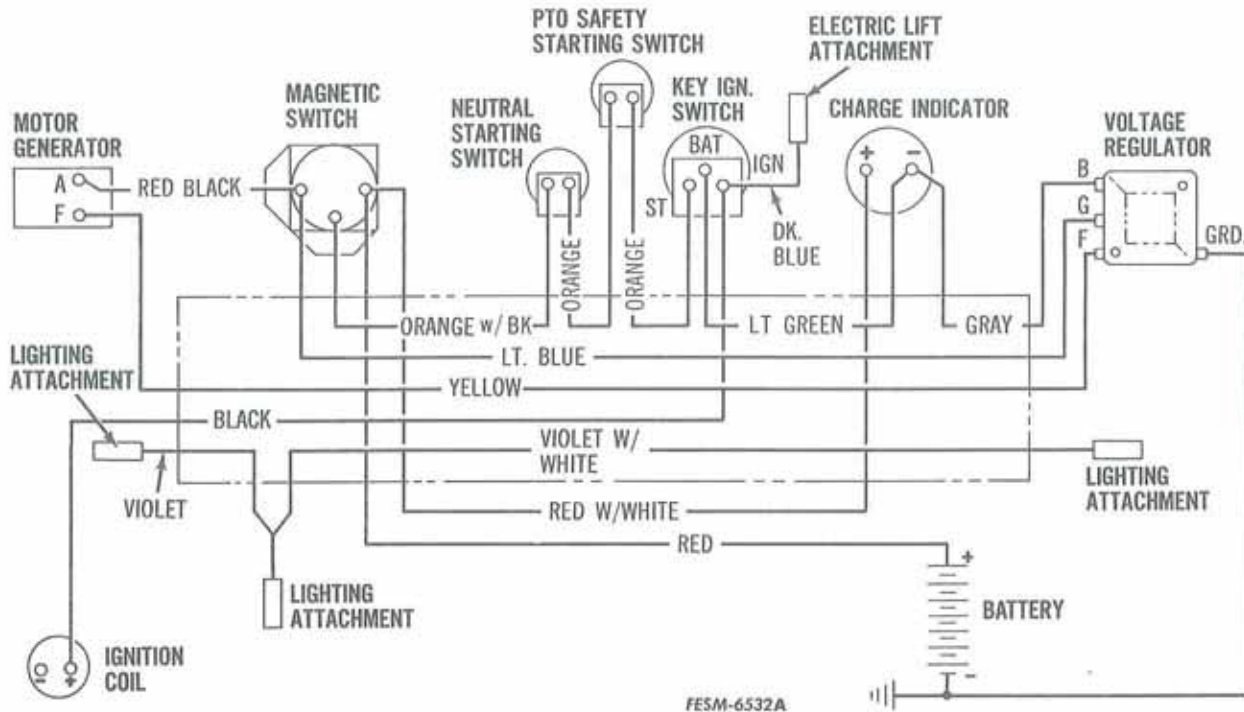 PTO SAFETY
STARTING SWITCH
ELECTRIC LIFT
ATTACHMENT
MAGNETIC
SWITCH
NEUTRAL
STARTING
SWITCH
KEY IGN.
SWITCH
CHARGE INDICATOR
VOLTAGE
REGULATOR
MOTOR
GENERATOR
BAT
IGN
+
-
A
RED BLACK
B
F
ST
G
DK.
BLUE
F
GRD.
ORANGE
ORANGE
ORANGE w/BK
LT GREEN
GRAY
LT. BLUE
LIGHTING
ATTACHMENT
YELLOW
BLACK
VIOLET W/
WHITE
LIGHTING
ATTACHMENT
VIOLET
RED W/WHITE
RED
+
LIGHTING
ATTACHMENT
BATTERY
IGNITION
COIL
-
+
-
FESM-6532A